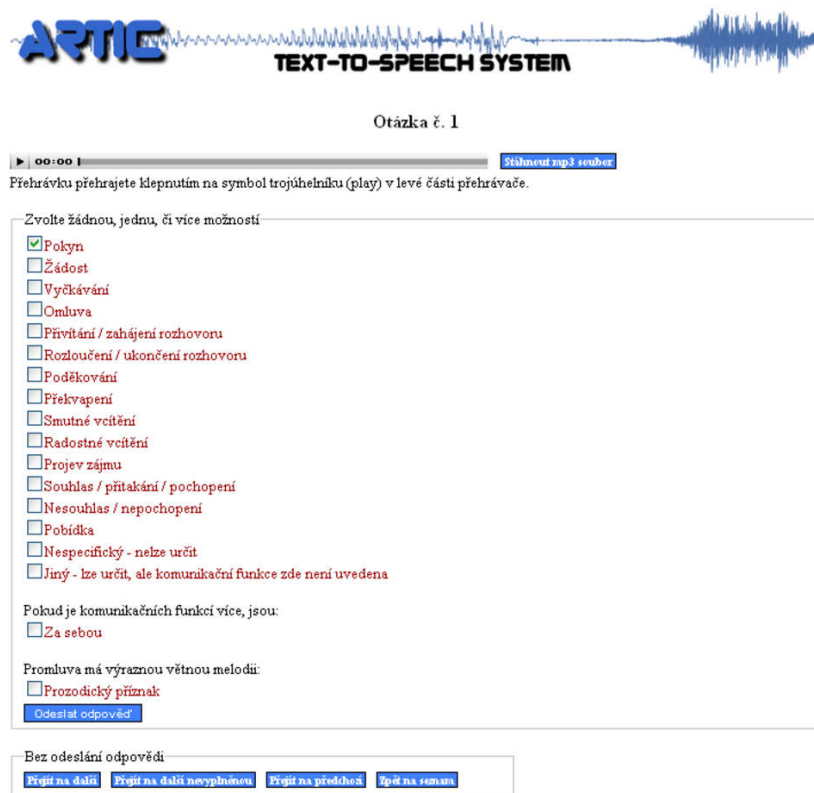 ARTIC
TEXT-TO-SPEECH SYSTEM
Otázka č. 1
00:00
Stáhnout mp3 soubor
Přehrávku přehrajete klepnutím na symbol trojúhelníku (play) v levé části přehrávače.
Zvolte žádnou, jednu, či více možností
Pokyn
Žádost
Vyčkávání
Omluva
Přivítání / zahájení rozhovoru
Rozloučení / ukončení rozhovoru
Poděkování
Překvapení
Smutné vcítění
Radostné vcítění
Projev zájmu
Souhlas / přitakání / pochopení
Nesouhlas / nepochopení
Pobídka
Nespecifický - nelze určit
Jiný - lze určit, ale komunikační funkce zde není uvedena
Pokud je komunikačních funkcí více, jsou:
Za sebou
Promluva má výraznou větnou melodii:
Prozodický příznak
Odeslat odpověď
Bez odeslání odpovědi
Přejít na další Přejít na další nevyplněnou Přejít na předchozí Zpět na seznam